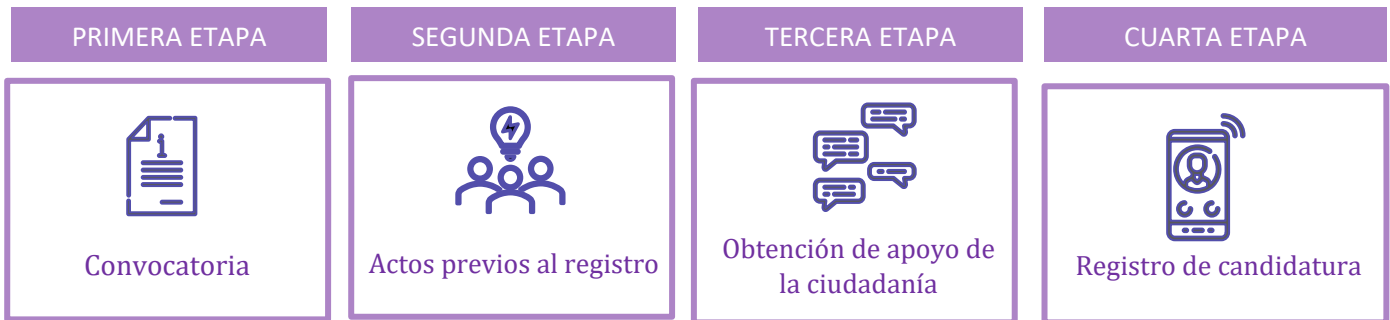 PRIMERA ETAPA
SEGUNDA ETAPA
TERCERA ETAPA
CUARTA ETAPA
Convocatoria
Actos previos al registro
Obtención de apoyo de
la ciudadanía
Registro de candidatura